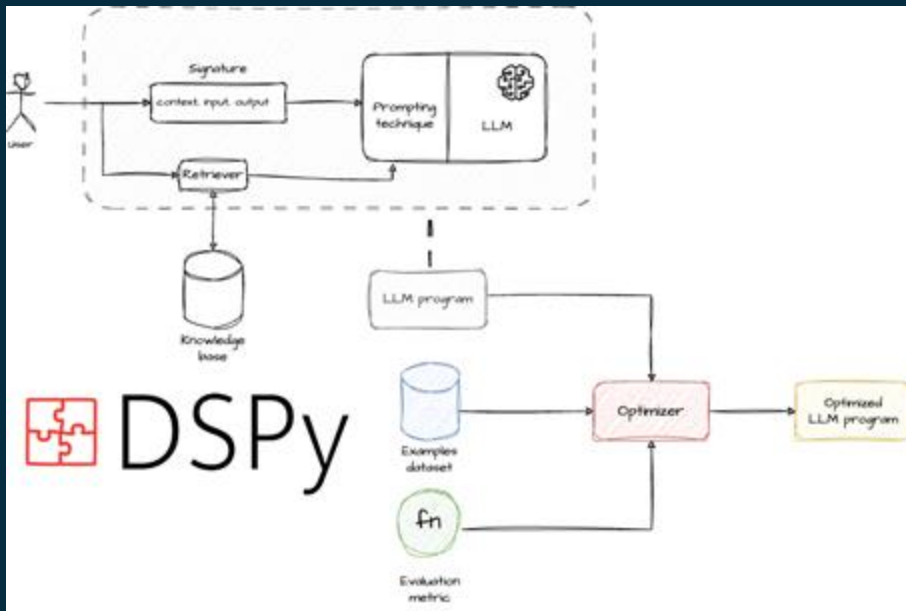 Signature
user
context, input, output
Prompting
technique
LLM
Retriever
Knowledge
base
LLM program
DSPy
Examples
dataset
Optimizer
Optimized
LLM program
fn
Evaluation
metric